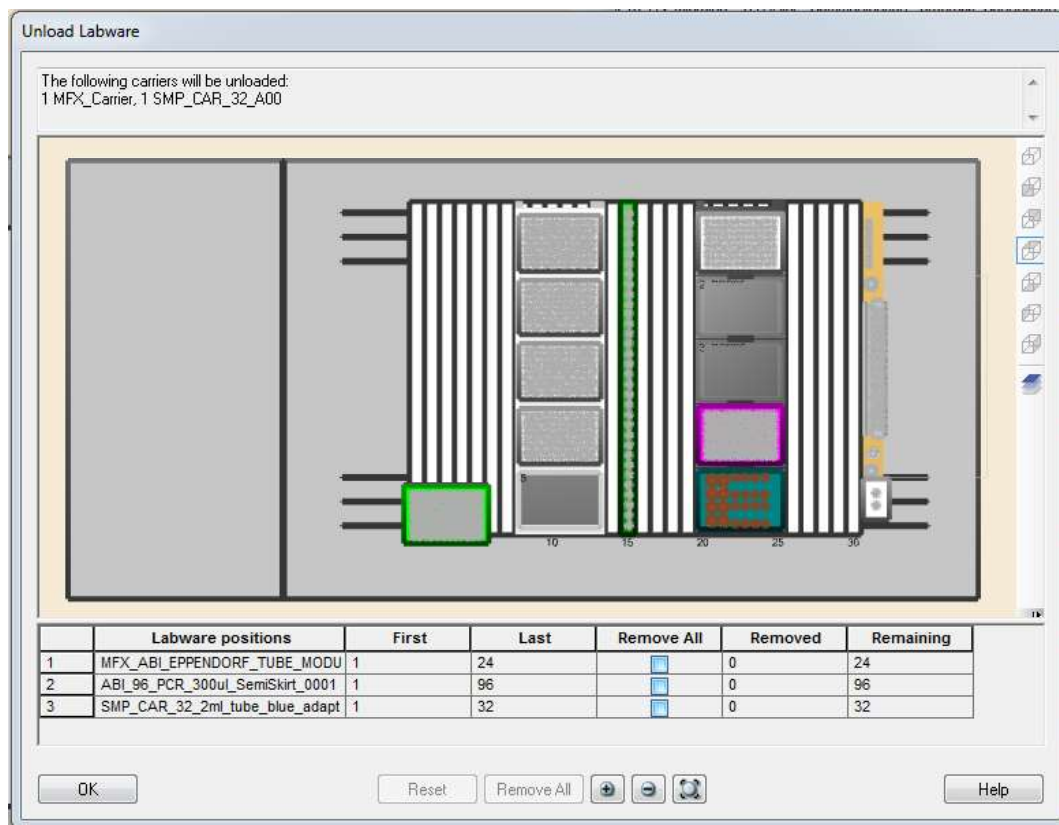 Unload Labware
The following carriers will be unloaded:
1 MFX_Carrier, 1 SMP_CAR_32_A00
10 15 20 25 30
Labware positions First Last Remove All Removed Remaining
1 MFX_ABI_EPPENDORF_TUBE_MODU 1 24 0 24
2 ABI_96_PCR_300ul_SemiSkirt_0001 1 96 0 96
3 SMP_CAR_32_2ml_tube_blue_adapt 1 32 0 32
OK Reset Remove All Help